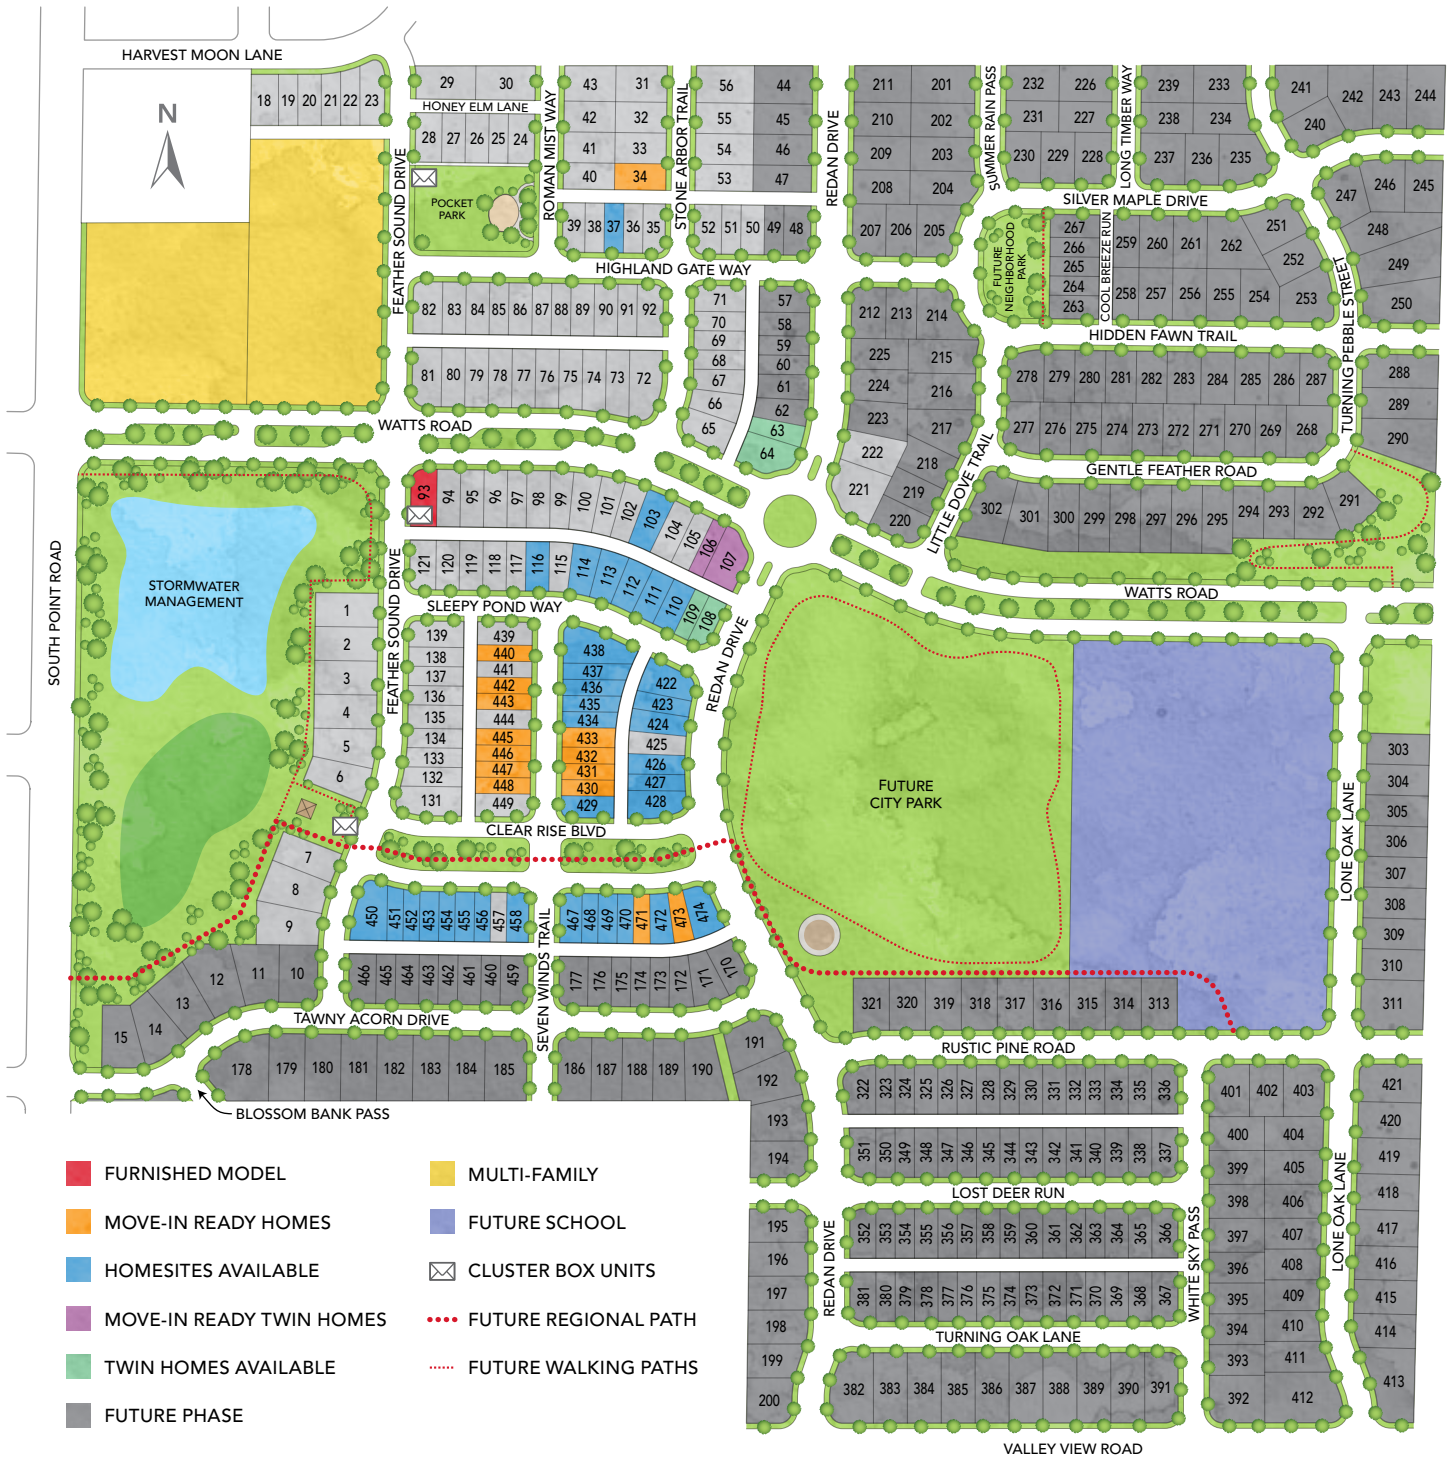 HARVEST MOON LANE
N
18 19 20 21 22 23
29 30
HONEY ELM LANE
28 27 26 25 24
POCKET
PARK
FEATHER SOUND DRIVE
ROMAN MIST WAY
43 31
42 32
41 33
40 34
39 38 37 36 35
STONE ARBOR TRAIL
56 44
55 45
54 46
53 47
52 51 50 49 48
REDAN DRIVE
211 201
210 202
209 203
208 204
207 206 205
SUMMER RAIN PASS
232 226
231 227
230 229 228
LONG TIMBER WAY
239 233
238 234
237 236 235
241 242 243 244
240
SILVER MAPLE DRIVE
247 246 245
248
249
250
HIGHLAND GATE WAY
FUTURE
NEIGHBORHOOD
PARK
267
266
265
264
263
COOL BREEZE RUN
259 260 261 262 251
252
258 257 256 255 254 253
TURNING PEBBLE STREET
HIDDEN FAWN TRAIL
82 83 84 85 86 87 88 89 90 91 92
81 80 79 78 77 76 75 74 73 72
71
70
69
68
67
66
65
57
58
59
60
61
62
63
64
212 213 214
225 215
224 216
223 217
222 218
221 219
220
LITTLE DOVE TRAIL
278 279 280 281 282 283 284 285 286 287
277 276 275 274 273 272 271 270 269 268
288
289
290
GENTLE FEATHER ROAD
302 301 300 299 298 297 296 295 294 293 292 291
WATTS ROAD
WATTS ROAD
SOUTH POINT ROAD
STORMWATER
MANAGEMENT
93 94 95 96 97 98 99 100 101 102 103 104 105 106 107
121 120 119 118 117 116 115 114 113 112 111 110 109 108
SLEEPY POND WAY
FEATHER SOUND DRIVE
REDAN DRIVE
1
2
3
4
5
6
7
8
9
139
138
137
136
135
134
133
132
131
439
440
441
442
443
444
445
446
447
448
449
438
437
436
435
434
433
432
431
430
429
422
423
424
425
426
427
428
CLEAR RISE BLVD
FUTURE
CITY PARK
LONE OAK LANE
303
304
305
306
307
308
309
310
311
450 451 452 453 454 455 456 457 458
467 468 469 470 471 472 473 474
SEVEN WINDS TRAIL
466 465 464 463 462 461 460 459
177 176 175 174 173 172 171 170
15 14 13 12 11 10
TAWNY ACORN DRIVE
321 320 319 318 317 316 315 314 313
RUSTIC PINE ROAD
178 179 180 181 182 183 184 185
186 187 188 189 190
191
192
193
194
BLOSSOM BANK PASS
322 323 324 325 326 327 328 329 330 331 332 333 334 335 336
351 350 349 348 347 346 345 344 343 342 341 340 339 338 337
LOST DEER RUN
352 353 354 355 356 357 358 359 360 361 362 363 364 365 366
381 380 379 378 377 376 375 374 373 372 371 370 369 368 367
TURNING OAK LANE
382 383 384 385 386 387 388 389 390 391
REDAN DRIVE
195
196
197
198
199
200
WHITE SKY PASS
401 402 403
400 404
399 405
398 406
397 407
396 408
395 409
394 410
393 411
392 412
LONE OAK LANE
421
420
419
418
417
416
415
414
413
VALLEY VIEW ROAD
FURNISHED MODEL
MOVE-IN READY HOMES
HOMESITES AVAILABLE
MOVE-IN READY TWIN HOMES
TWIN HOMES AVAILABLE
FUTURE PHASE
MULTI-FAMILY
FUTURE SCHOOL
CLUSTER BOX UNITS
FUTURE REGIONAL PATH
FUTURE WALKING PATHS